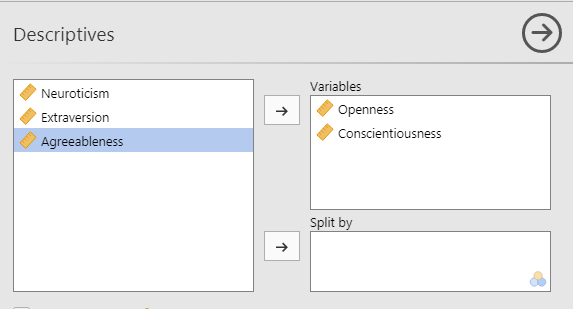 Descriptives
Neuroticism
Extraversion
Agreeableness
Variables
Openness
Conscientiousness
Split by